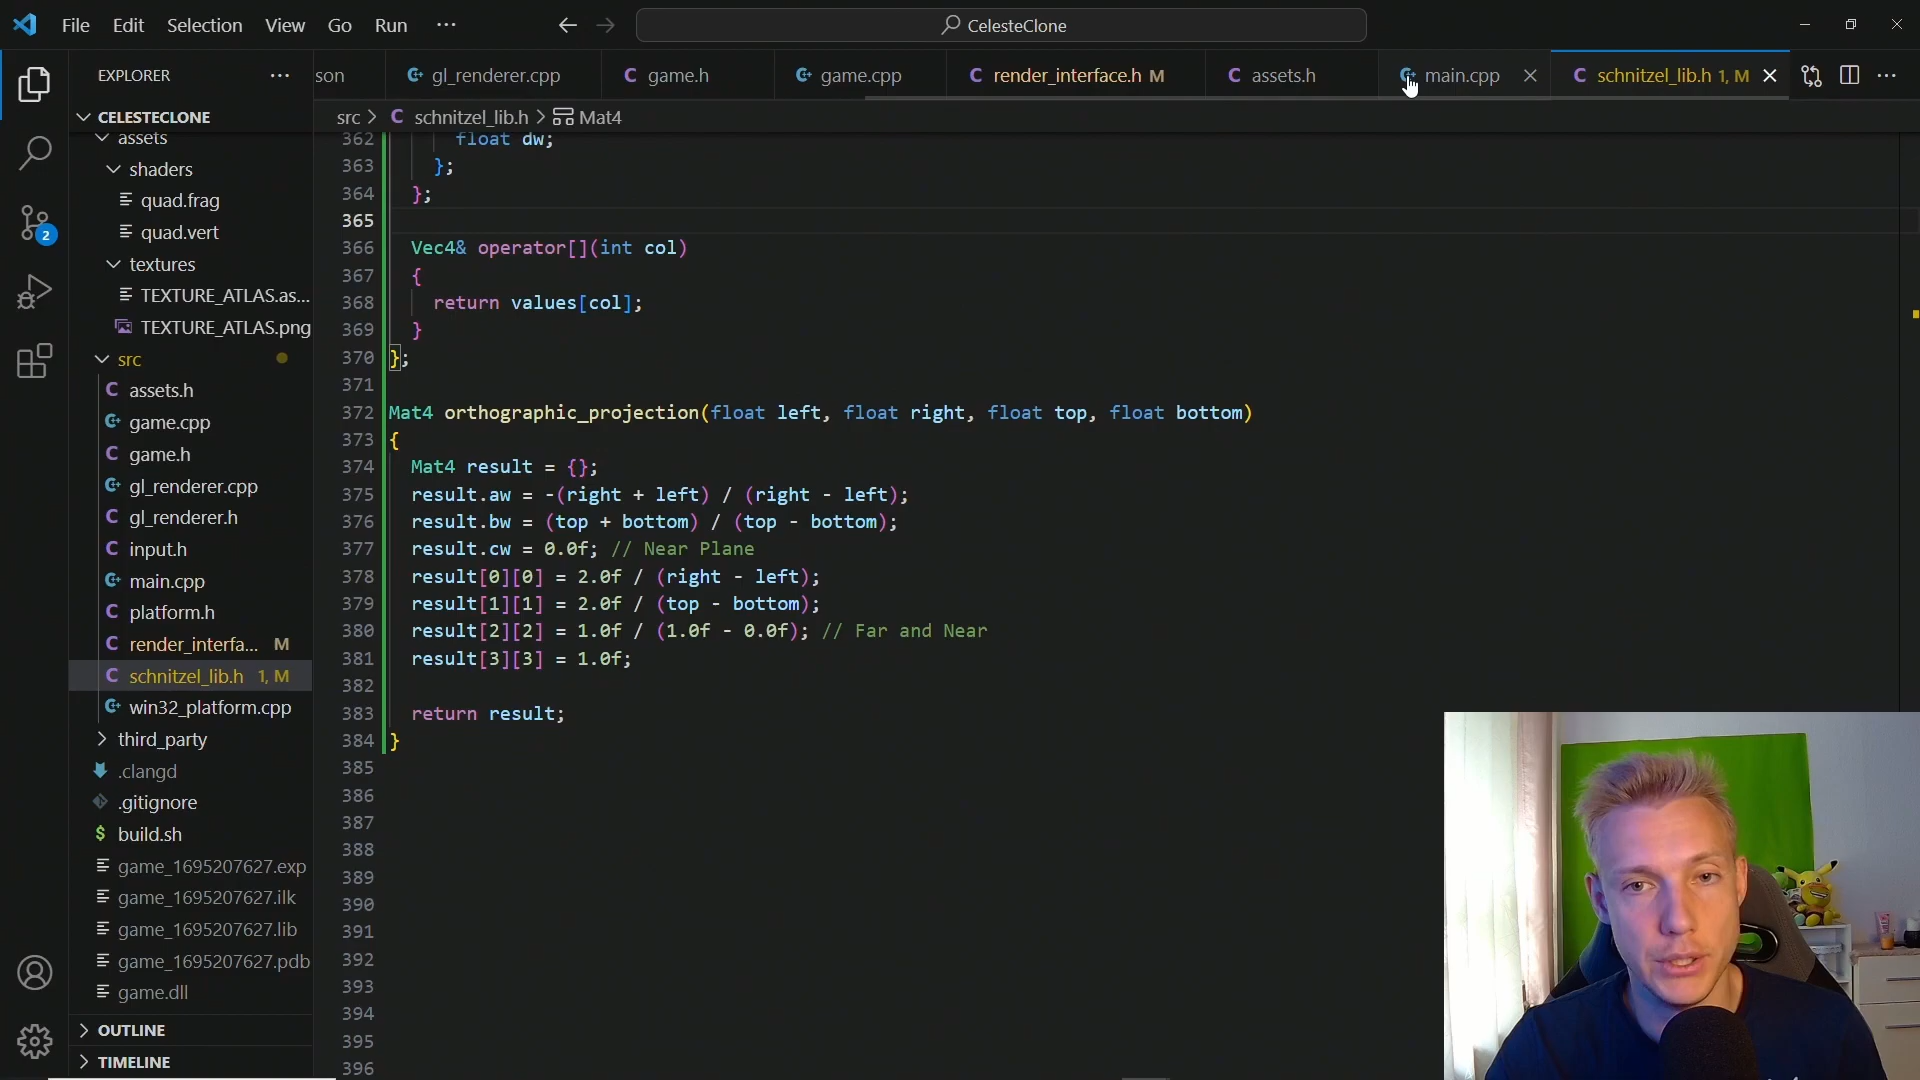 File Edit Selection View Go Run ··· CelesteClone
EXPLORER ···
son gl_renderer.cpp game.h game.cpp render_interface.h M assets.h main.cpp schnitzel_lib.h 1, M ···
src > C schnitzel_lib.h > Mat4
CELESTECLONE
assets
shaders
quad.frag
quad.vert
textures
TEXTURE_ATLAS.as...
TEXTURE_ATLAS.png
src
assets.h
game.cpp
game.h
gl_renderer.cpp
gl_renderer.h
input.h
main.cpp
platform.h
render_interfa... M
schnitzel_lib.h 1, M
win32_platform.cpp
third_party
.clangd
.gitignore
build.sh
game_1695207627.exp
game_1695207627.ilk
game_1695207627.lib
game_1695207627.pdb
game.dll
OUTLINE
TIMELINE
2
362 float dw;
363 };
364 };
365
366 Vec4& operator[](int col)
367 {
368 return values[col];
369 }
370 };
371
372 Mat4 orthographic_projection(float left, float right, float top, float bottom)
373 {
374 Mat4 result = {};
375 result.aw = -(right + left) / (right - left);
376 result.bw = (top + bottom) / (top - bottom);
377 result.cw = 0.0f; // Near Plane
378 result[0][0] = 2.0f / (right - left);
379 result[1][1] = 2.0f / (top - bottom);
380 result[2][2] = 1.0f / (1.0f - 0.0f); // Far and Near
381 result[3][3] = 1.0f;
382
383 return result;
384 }
385
386
387
388
389
390
391
392
393
394
395
396